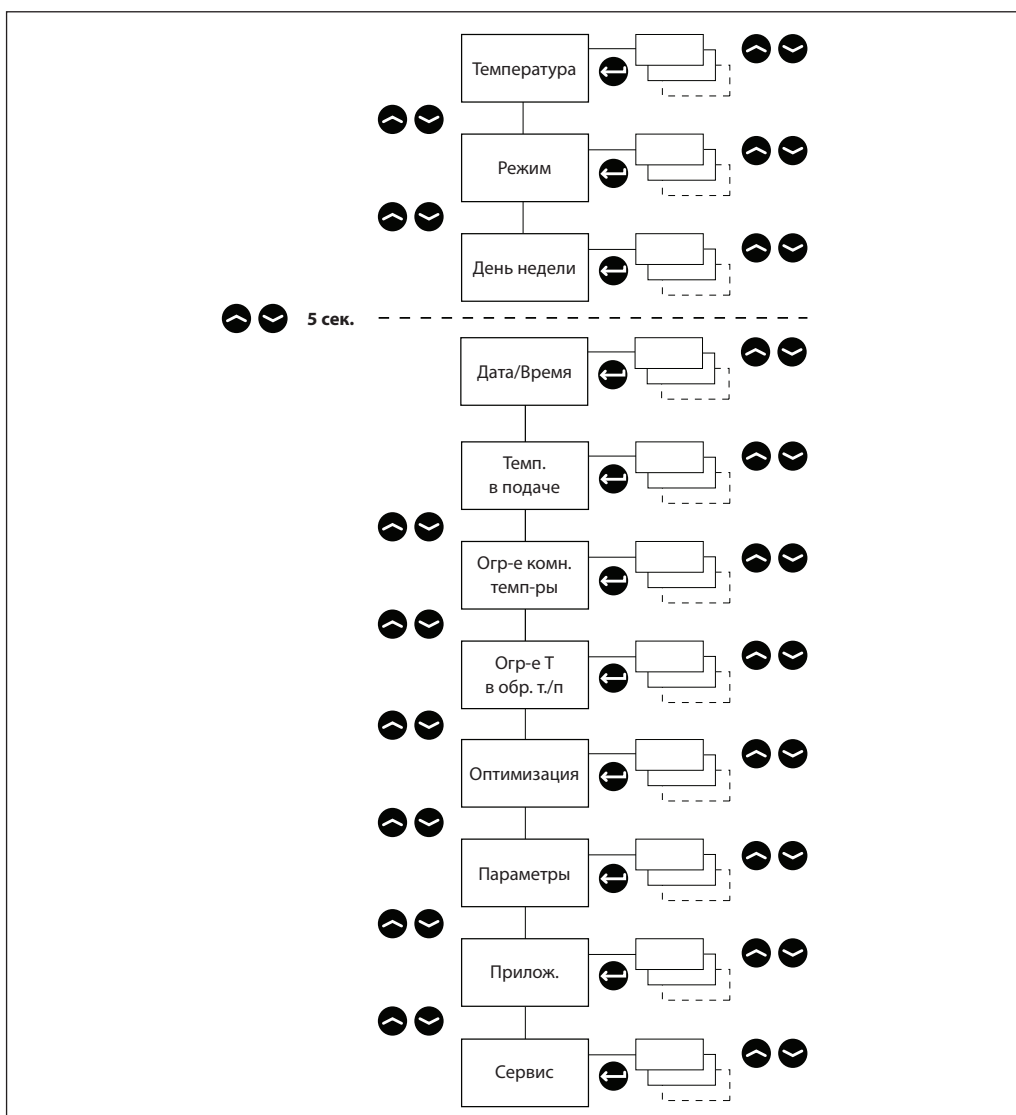 Температура
Режим
День недели
5 сек.
Дата/Время
Темп.
в подаче
Огр-е комн.
темп-ры
Огр-е Т
в обр. т./п
Оптимизация
Параметры
Прилож.
Сервис